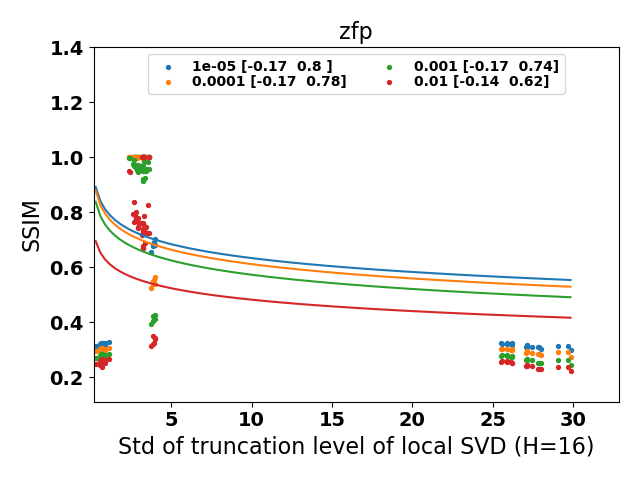 zfp
1e-05 [-0.17  0.8 ]
0.0001 [-0.17  0.78]
0.001 [-0.17  0.74]
0.01 [-0.14  0.62]
1.4
1.2
1.0
0.8
0.6
0.4
0.2
SSIM
5 10 15 20 25 30
Std of truncation level of local SVD (H=16)